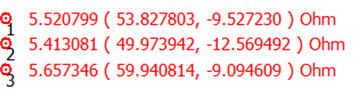 1 5.520799 ( 53.827803, -9.527230 ) Ohm
2 5.413081 ( 49.973942, -12.569492 ) Ohm
3 5.657346 ( 59.940814, -9.094609 ) Ohm